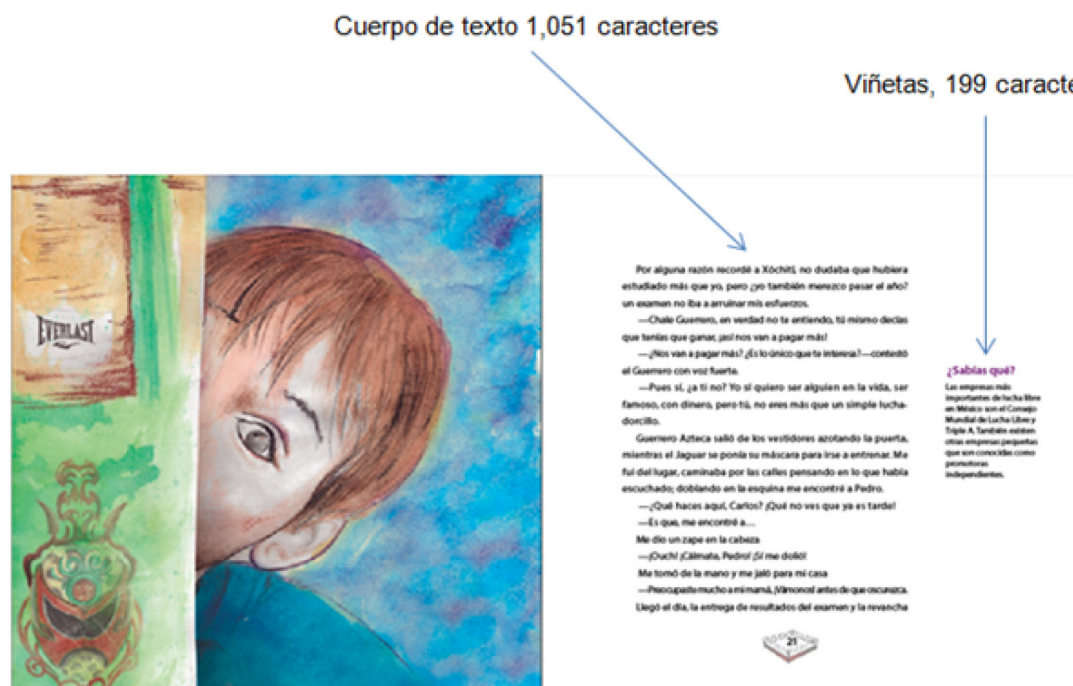 Cuerpo de texto 1,051 caracteres
Viñetas, 199 caracte
EVERLAST
Por alguna razón recordé a Xóchitl, no dudaba que hubiera
estudiado más que yo, pero ¿yo también merezco pasar el año?
un examen no iba a arruinar mis esfuerzos.
—Chale Guerrero, en verdad no te entiendo, tú mismo decías
que tenías que ganar, ¡así nos van a pagar más!
—¿Nos van a pagar más? ¿Es lo único que te interesa?—contestó
el Guerrero con voz fuerte.
—Pues sí, ¿a ti no? Yo sí quiero ser alguien en la vida, ser
famoso, con dinero, pero tú, no eres más que un simple lucha-
dorcillo.
Guerrero Azteca salió de los vestidores azotando la puerta,
mientras el Jaguar se ponía su máscara para irse a entrenar. Me
fui del lugar, caminaba por las calles pensando en lo que había
escuchado; doblando en la esquina me encontré a Pedro.
—¿Qué haces aquí, Carlos? ¡Qué no ves que ya es tarde!
—Es que, me encontré a…
Me dio un zape en la cabeza
—¡Ouch! ¡Cálmate, Pedro! ¡Sí me dolió!
Me tomó de la mano y me jaló para mi casa
—Preocupaste mucho a mi mamá, ¡Vámonos! antes de que oscurezca.
Llegó el día, la entrega de resultados del examen y la revancha
21
¿Sabías qué?
Las empresas más
importantes de lucha libre
en México son el Consejo
Mundial de Lucha Libre y
Triple A. También existen
otras empresas pequeñas
que son conocidas como
promotoras
independientes.